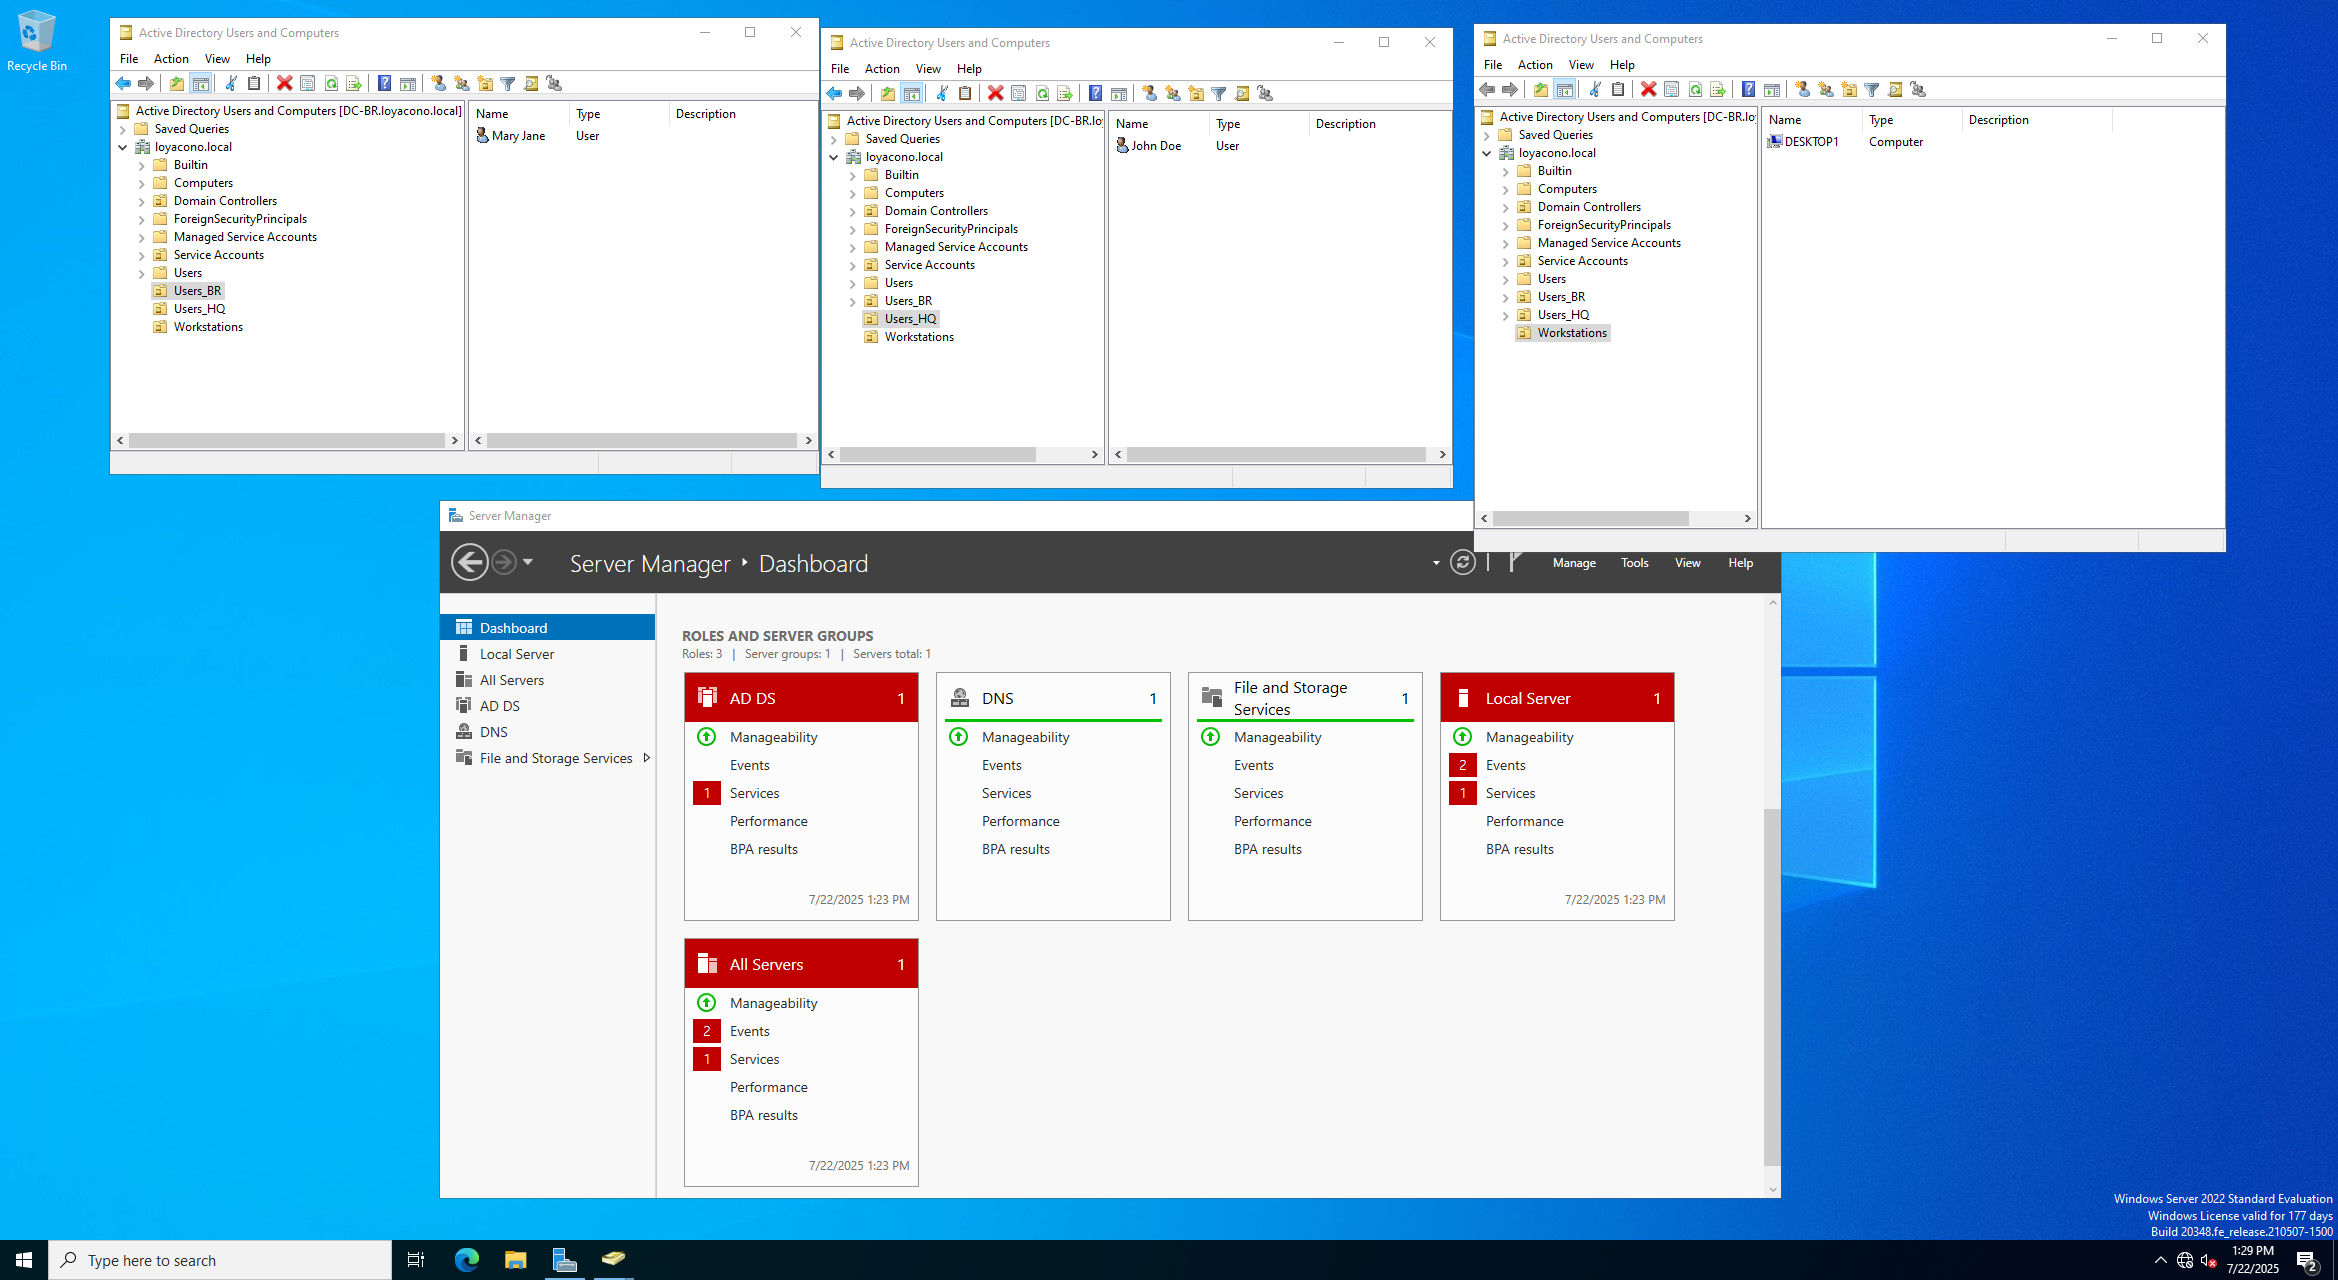 Recycle Bin
Active Directory Users and Computers
File Action View Help
Active Directory Users and Computers [DC-BR.loyacono.local]
Saved Queries
loyacono.local
Builtin
Computers
Domain Controllers
ForeignSecurityPrincipals
Managed Service Accounts
Service Accounts
Users
Users_BR
Users_HQ
Workstations
Name Type Description
Mary Jane User
Active Directory Users and Computers
File Action View Help
Active Directory Users and Computers [DC-BR.loy
Saved Queries
loyacono.local
Builtin
Computers
Domain Controllers
ForeignSecurityPrincipals
Managed Service Accounts
Service Accounts
Users
Users_BR
Users_HQ
Workstations
Name Type Description
John Doe User
Active Directory Users and Computers
File Action View Help
Active Directory Users and Computers [DC-BR.loy
Saved Queries
loyacono.local
Builtin
Computers
Domain Controllers
ForeignSecurityPrincipals
Managed Service Accounts
Service Accounts
Users
Users_BR
Users_HQ
Workstations
Name Type Description
DESKTOP1 Computer
Server Manager
Server Manager ‣ Dashboard
Manage Tools View Help
Dashboard
Local Server
All Servers
AD DS
DNS
File and Storage Services
ROLES AND SERVER GROUPS
Roles: 3 | Server groups: 1 | Servers total: 1
AD DS 1
Manageability
Events
1 Services
Performance
BPA results
7/22/2025 1:23 PM
DNS 1
Manageability
Events
Services
Performance
BPA results
File and Storage
Services 1
Manageability
Events
Services
Performance
BPA results
Local Server 1
Manageability
2 Events
1 Services
Performance
BPA results
7/22/2025 1:23 PM
All Servers 1
Manageability
2 Events
1 Services
Performance
BPA results
7/22/2025 1:23 PM
Windows Server 2022 Standard Evaluation
Windows License valid for 177 days
Build 20348.fe_release.210507-1500
Type here to search
1:29 PM
7/22/2025
2